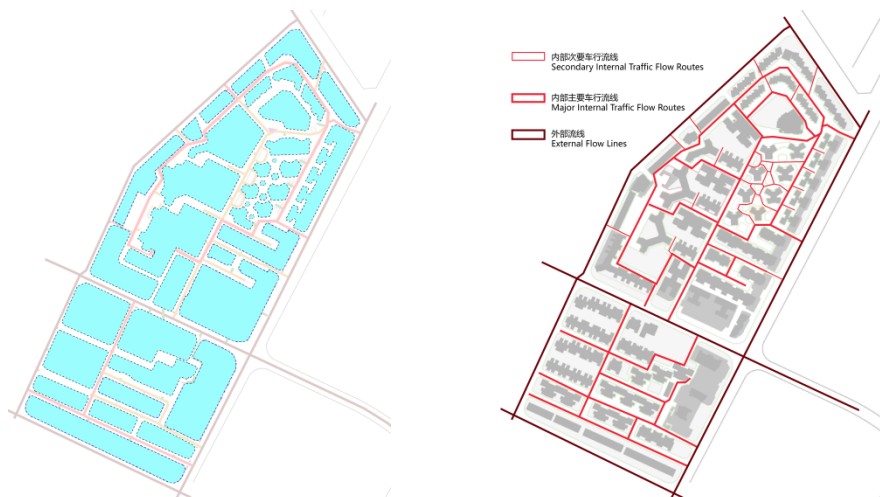 内部次要车行流线
Secondary Internal Traffic Flow Routes
内部主要车行流线
Major Internal Traffic Flow Routes
外部流线
External Flow Lines